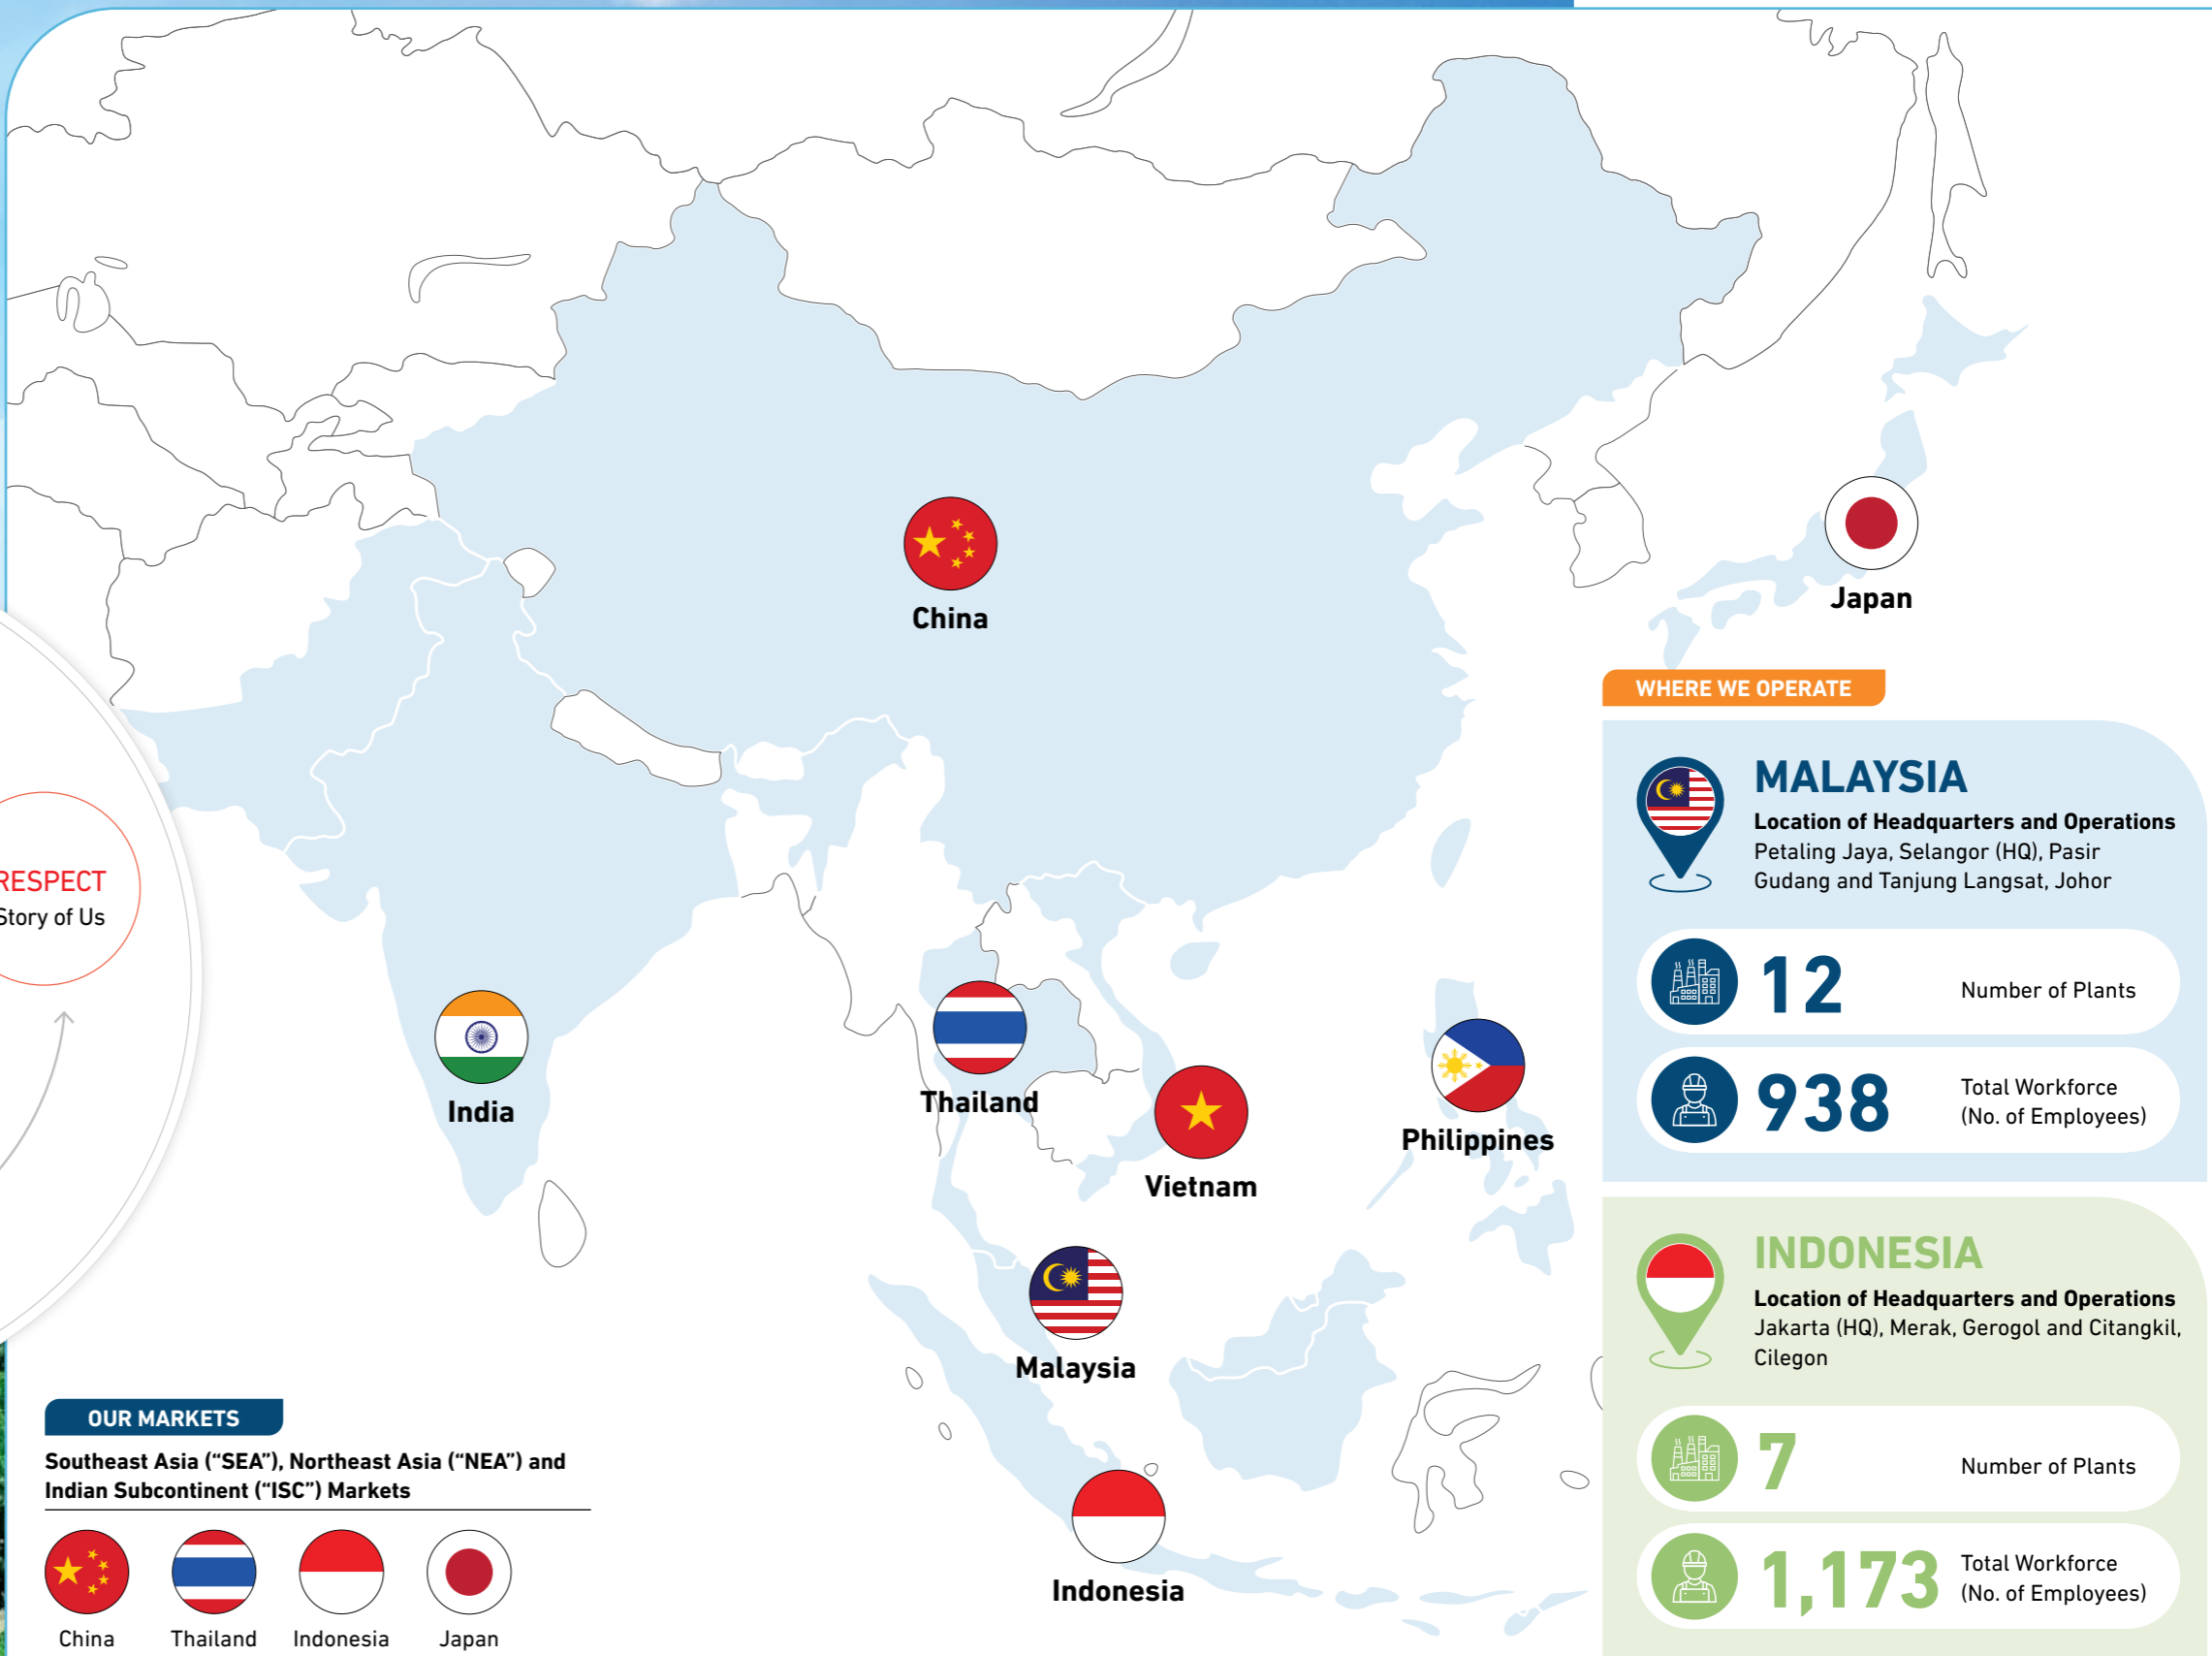 China
Japan
India
Thailand
Vietnam
Philippines
Malaysia
Indonesia
RESPECT
Story of Us
OUR MARKETS
Southeast Asia (“SEA”), Northeast Asia (“NEA”) and
Indian Subcontinent (“ISC”) Markets
China
Thailand
Indonesia
Japan
WHERE WE OPERATE
MALAYSIA
Location of Headquarters and Operations
Petaling Jaya, Selangor (HQ), Pasir
Gudang and Tanjung Langsat, Johor
12
Number of Plants
938
Total Workforce
(No. of Employees)
INDONESIA
Location of Headquarters and Operations
Jakarta (HQ), Merak, Gerogol and Citangkil,
Cilegon
7
Number of Plants
1,173
Total Workforce
(No. of Employees)